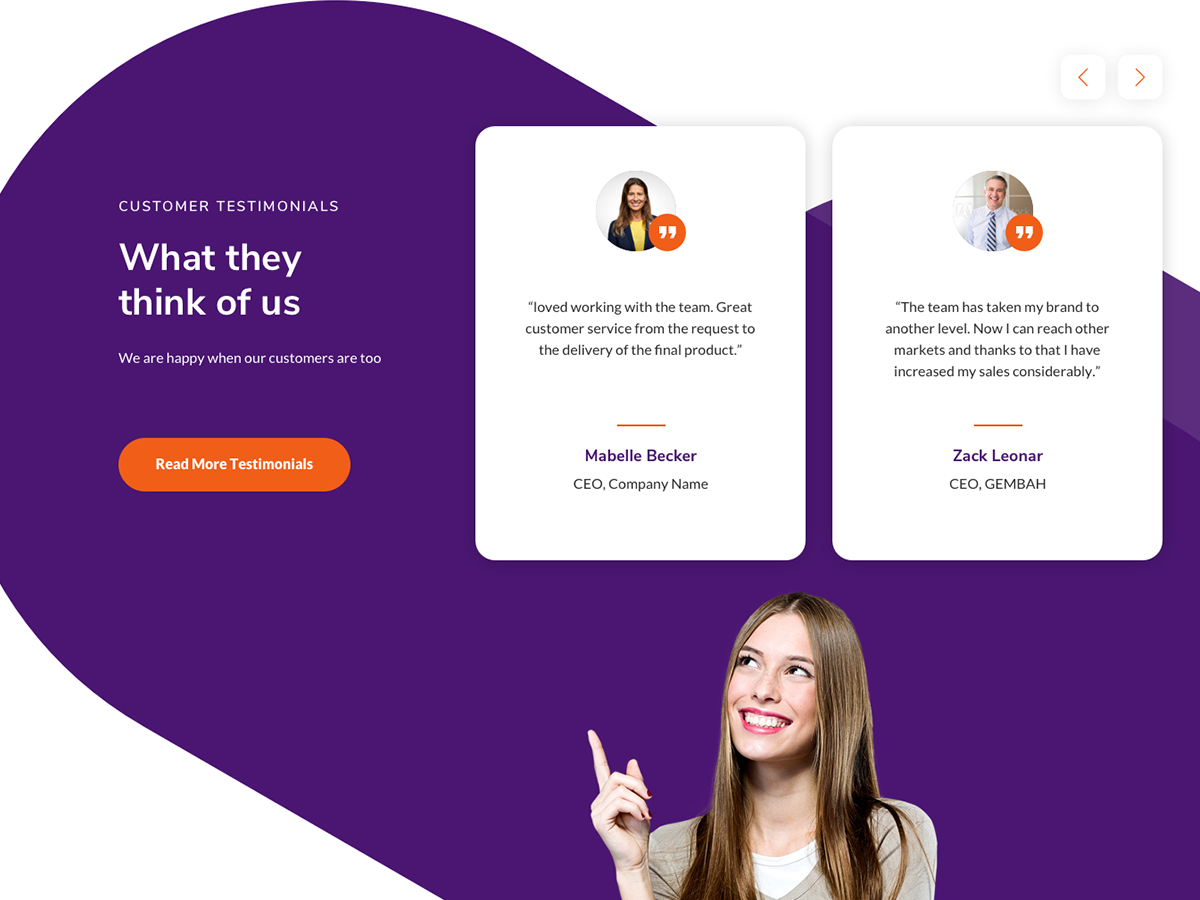 CUSTOMER TESTIMONIALS
What they
think of us
We are happy when our customers are too
Read More Testimonials
“loved working with the team. Great
customer service from the request to
the delivery of the final product.”
Mabelle Becker
CEO, Company Name
“The team has taken my brand to
another level. Now I can reach other
markets and thanks to that I have
increased my sales considerably.”
Zack Leonar
CEO, GEMBAH